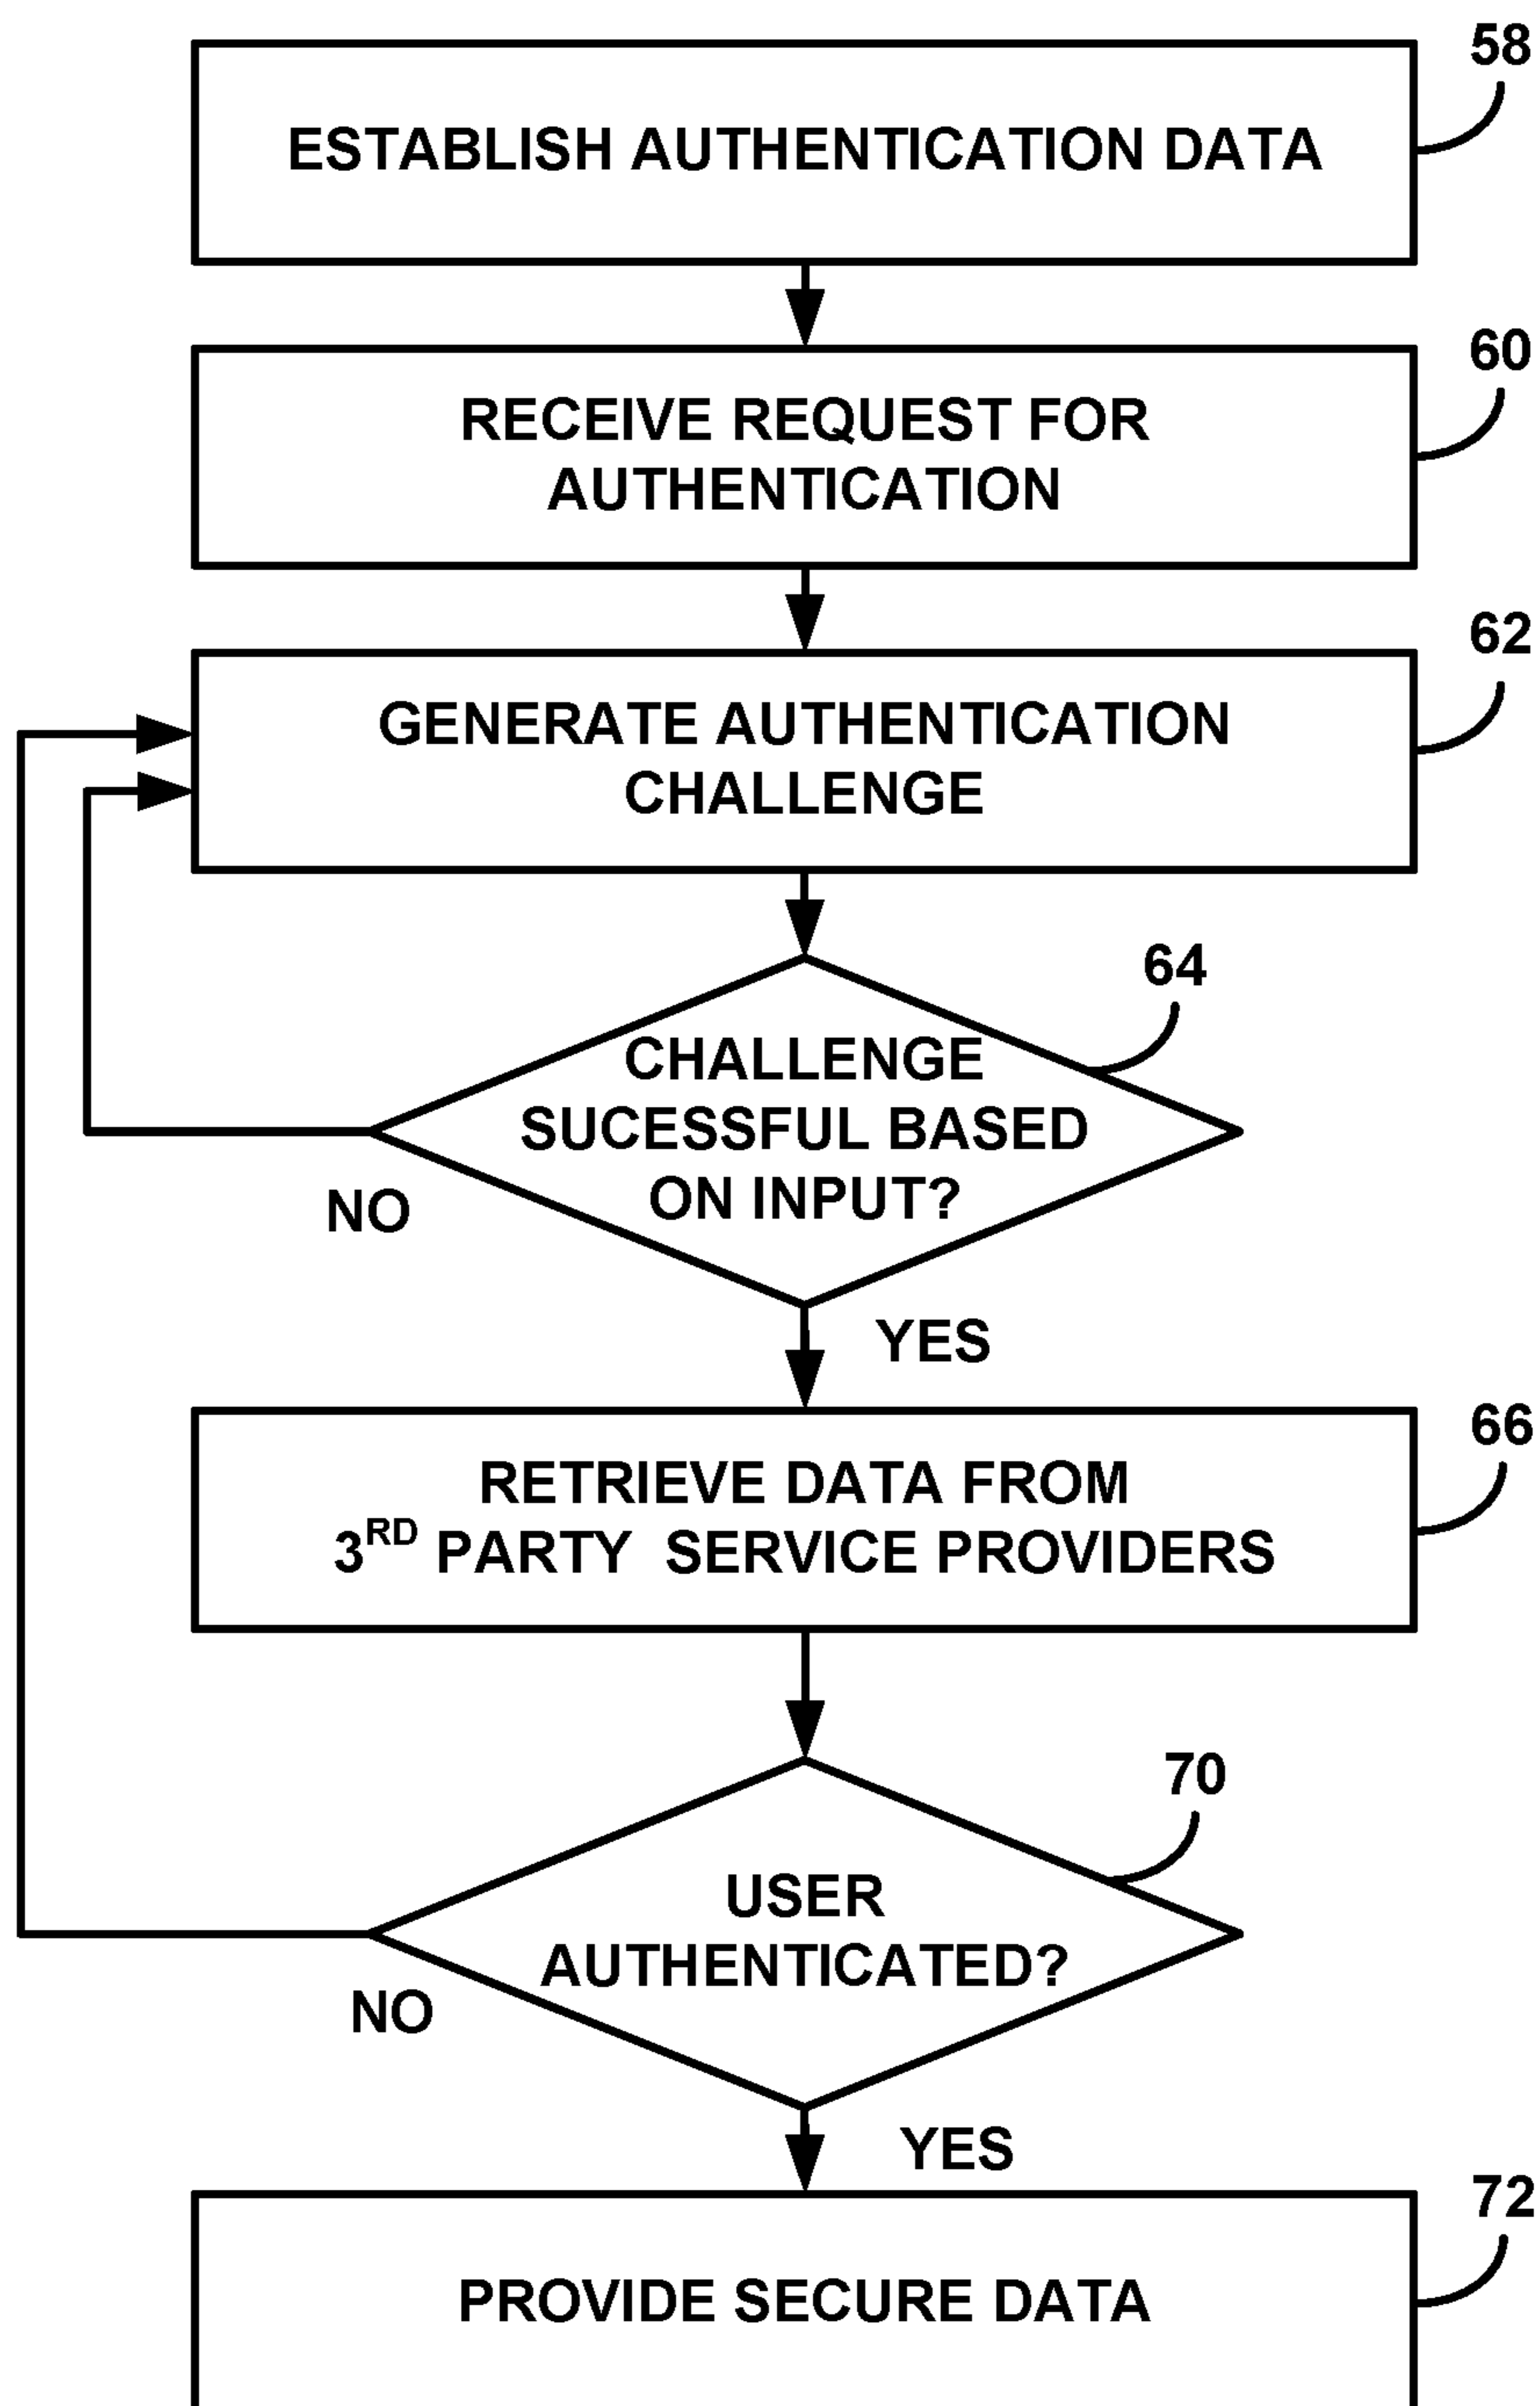 58
ESTABLISH AUTHENTICATION DATA
60
RECEIVE REQUEST FOR
AUTHENTICATION
62
GENERATE AUTHENTICATION
CHALLENGE
64
CHALLENGE
SUCESSFUL BASED
ON INPUT?
NO
YES
66
RETRIEVE DATA FROM
3RD PARTY SERVICE PROVIDERS
70
USER
AUTHENTICATED?
NO
YES
72
PROVIDE SECURE DATA